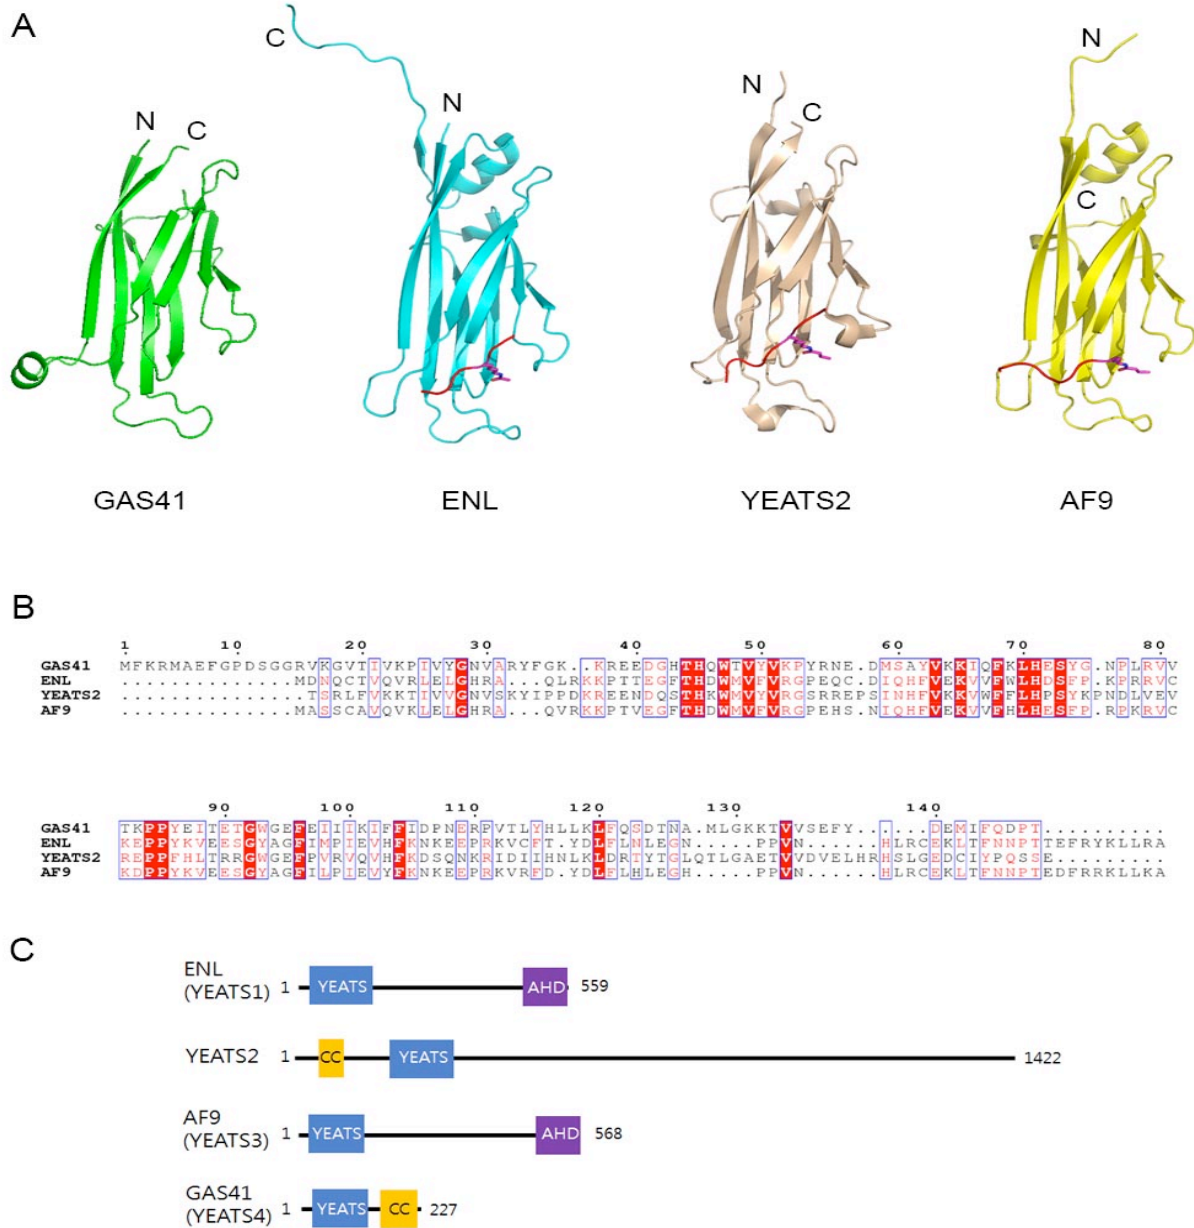 A
C
N
N
N
C
N
C
C
GAS41
ENL
YEATS2
AF9
B
1 10 20 30 40 50 60 70 80
GAS41 MFKRMAEFGPDSGGRVKGVTIVKPIVYGNVARYFGK..KREEDGHTHQWTVYVKPYRNE.DMSAYVKKIQFKLHESYG.NPLRVV
ENL ..............MDNQCTVQVRLELGHRA..QLRKKPTTEGFTHDWMVFVRGPEQC.DIQHFVEKVVFWLHDSFP.KPRRVC
YEATS2 ...............TSRLFVKKTIVVGNVSKYIPPDKREENDQSTHKWMVYVRGSRREPSINHFVKKVWFFLHPSYKPNDLVEV
AF9 ..............MASSCAVQVKLELGHRA..QVRKKPTVEGFTHDWMVFVRGPEHS.NIQHFVEKVVFHLHESFP.RPKRVC
90 100 110 120 130 140
GAS41 TKPPYEITETGWGEFEIIIKIFFIDPNERPVTLYHLLKLFQSDTNA.MLGKKTVVSEFY......DEMIFQDPT...........
ENL KEPPYKVEESGYAGFIMPIEVHFKNKEEPRKVCFT.YDLFLNLEGN.....PPVN......HLRCEKLTFNNPTTEFRYKLLRA
YEATS2 REPPFHLTRRGWGEFPVRVQVHFKDSQNKRIDIIHNLKLDRTYTGLQTLGAETVVDVELHRHSLGEDCIYPQSSE...........
AF9 KDPPYKVEESGYAGFILPIEVYFKNKEEPRKVRFD.YDLFLHLEGH.....PPVN......HLRCEKLTFNNPTEDFRRKLLKA
C
ENL
(YEATS1) 1 YEATS AHD 559
YEATS2 1 CC YEATS 1422
AF9
(YEATS3) 1 YEATS AHD 568
GAS41
(YEATS4) 1 YEATS CC 227